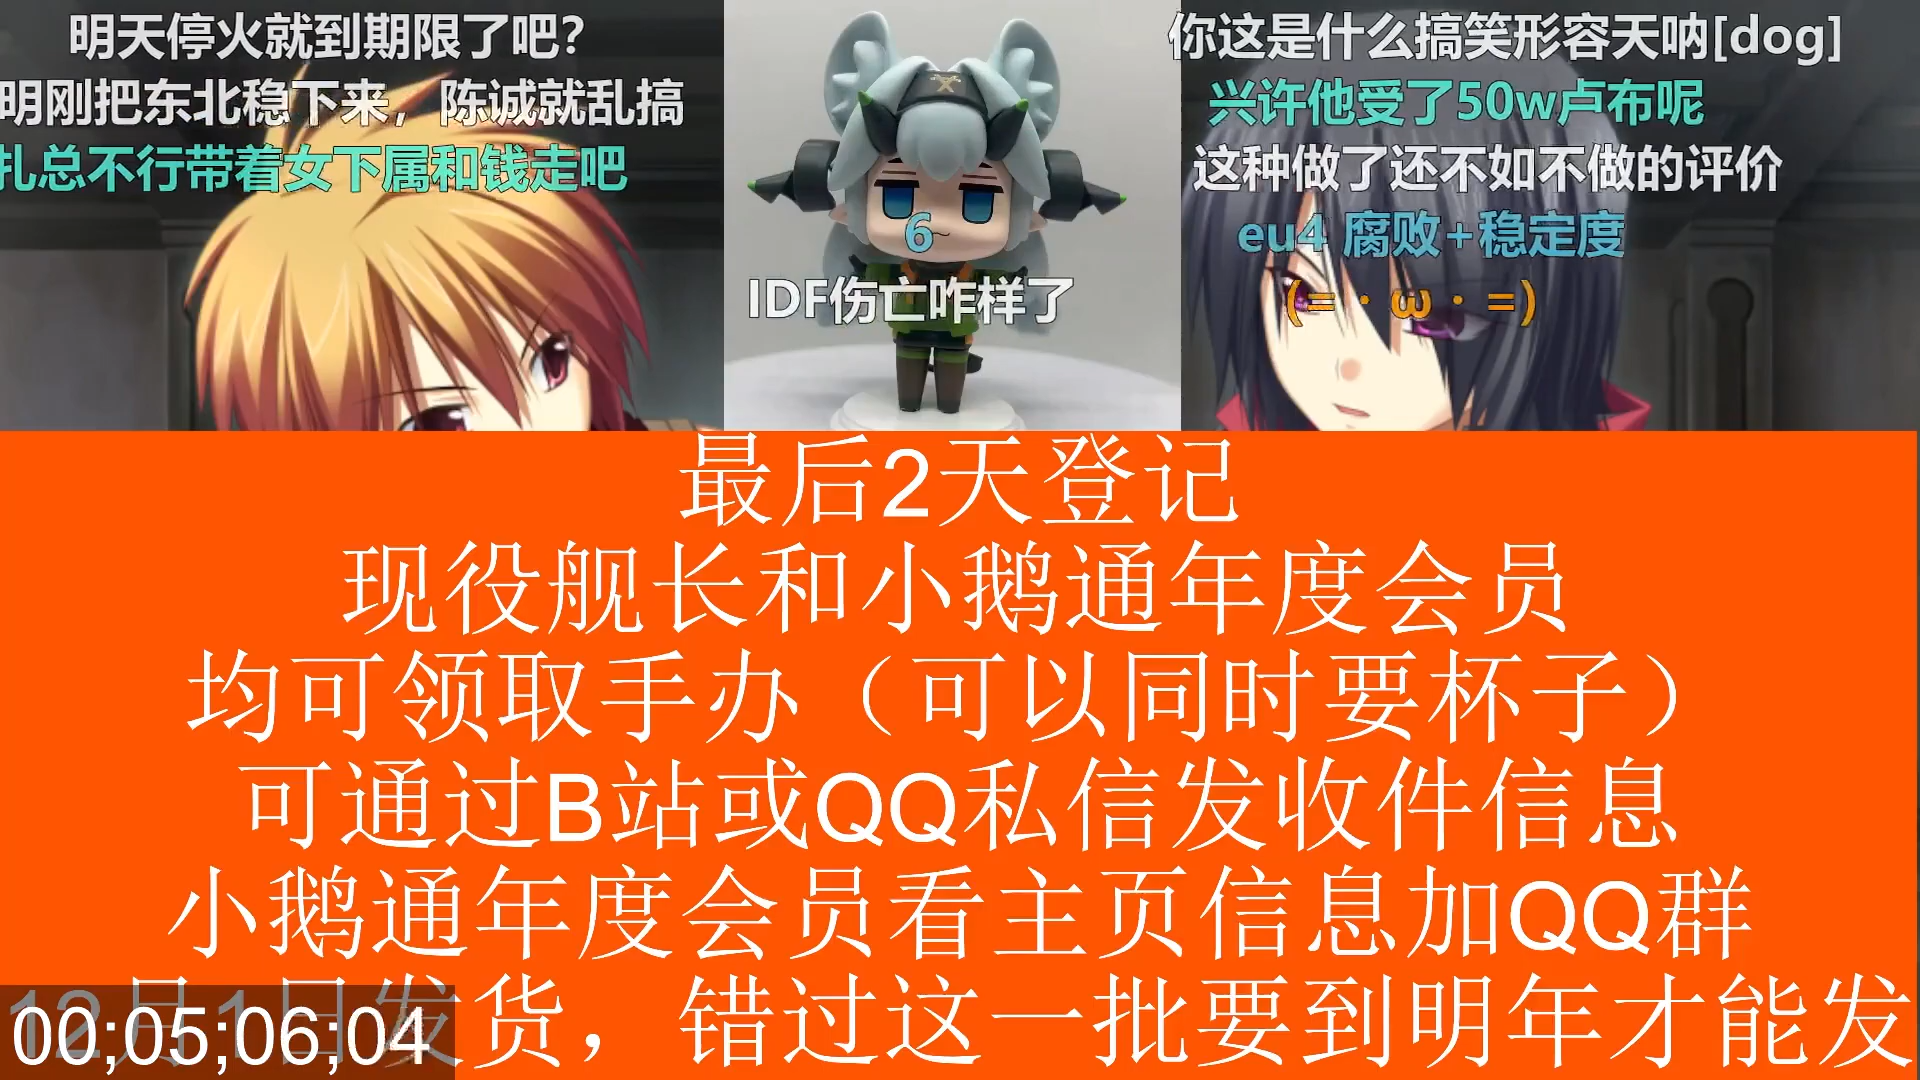 明天停火就到期限了吧?
你这是什么搞笑形容天呐[dog]
明刚把东北稳下来，陈诚就乱搞
兴许他受了50w卢布呢
扎总不行带着女下属和钱走吧
这种做了还不如不做的评价
6
eu4 腐败+稳定度
IDF伤亡咋样了
(=・ω・=)
最后2天登记
现役舰长和小鹅通年度会员
均可领取手办（可以同时要杯子）
可通过B站或QQ私信发收件信息
小鹅通年度会员看主页信息加QQ群
12月1日发货，错过这一批要到明年才能发
00;05;06;04